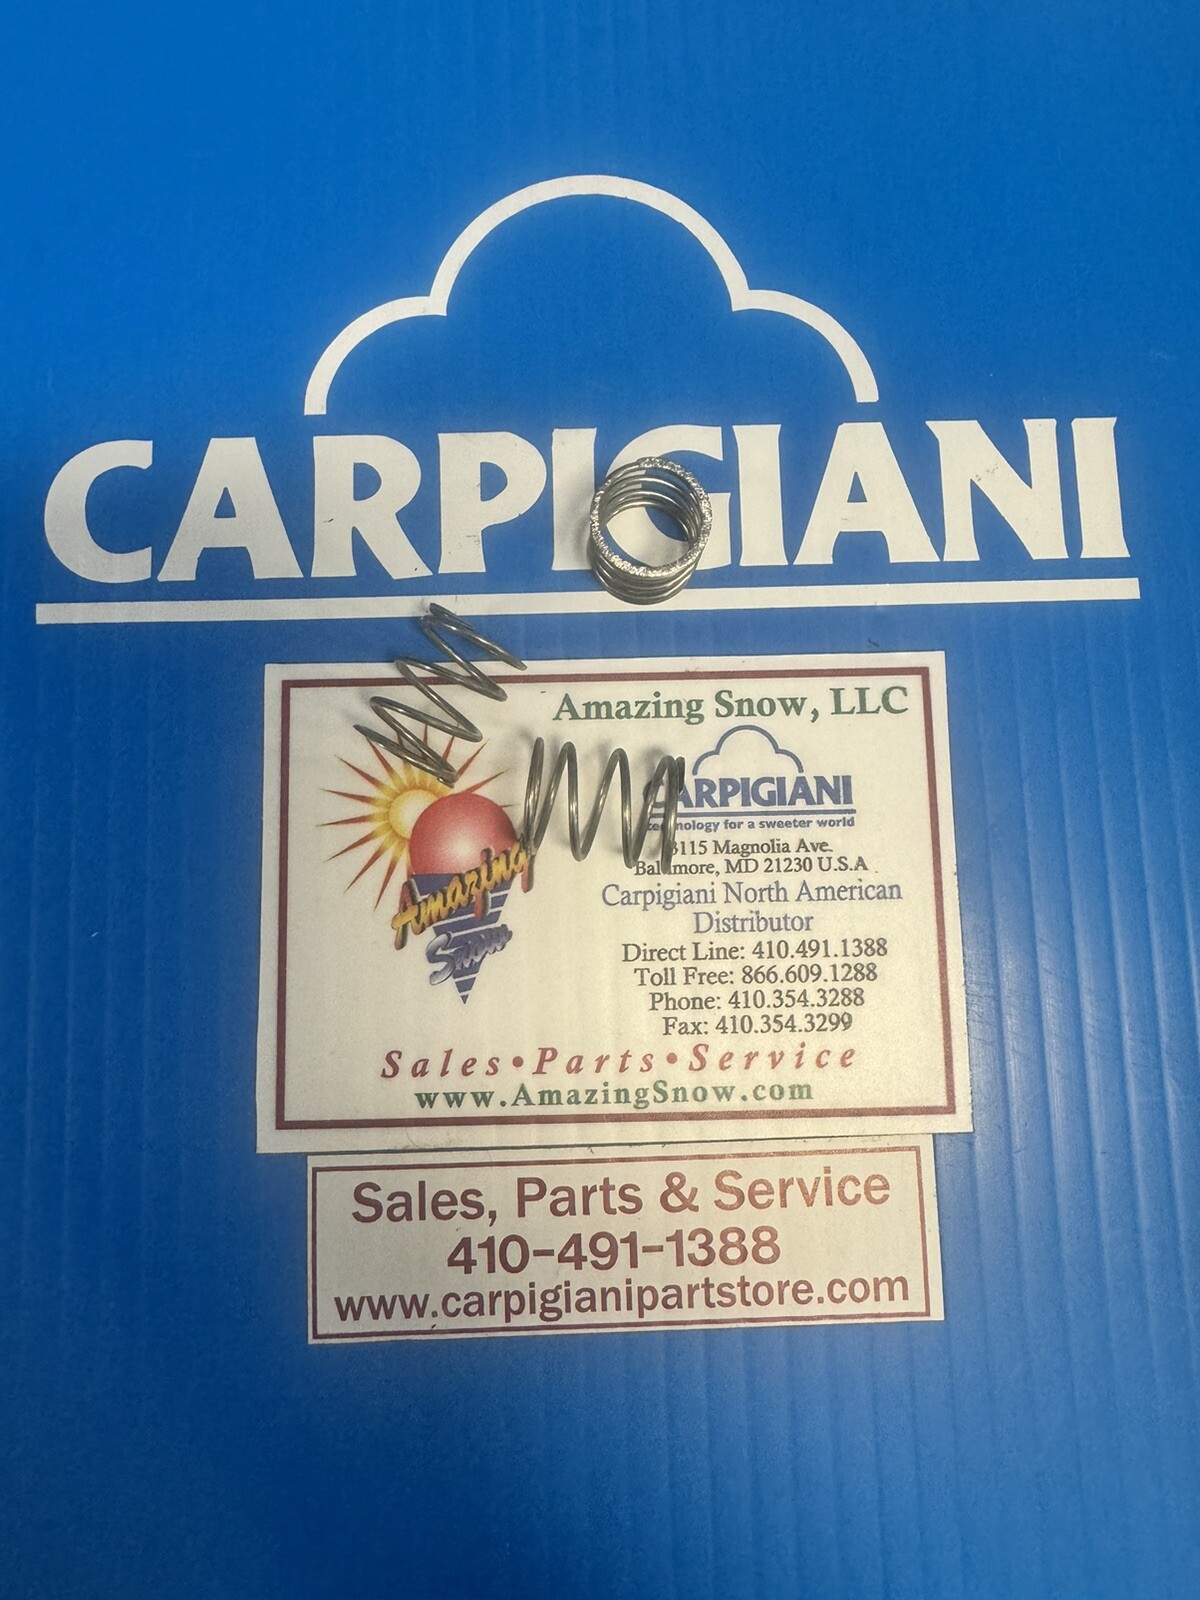 CARPIGIANI
Amazing Snow, LLC
CARPIGIANI
technology for a sweeter world
3115 Magnolia Ave.
Baltimore, MD 21230 U.S.A.
Carpigiani North American
Distributor
Direct Line: 410.491.1388
Toll Free: 866.609.1288
Phone: 410.354.3288
Fax: 410.354.3299
Amazing
Snow
Sales•Parts•Service
www.AmazingSnow.com
Sales, Parts & Service
410-491-1388
www.carpigianipartstore.com